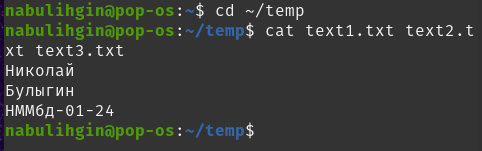 nabulihgin@pop-os:~$ cd ~/temp
nabulihgin@pop-os:~/temp$ cat text1.txt text2.t
xt text3.txt
Николай
Булыгин
НММбд-01-24
nabulihgin@pop-os:~/temp$